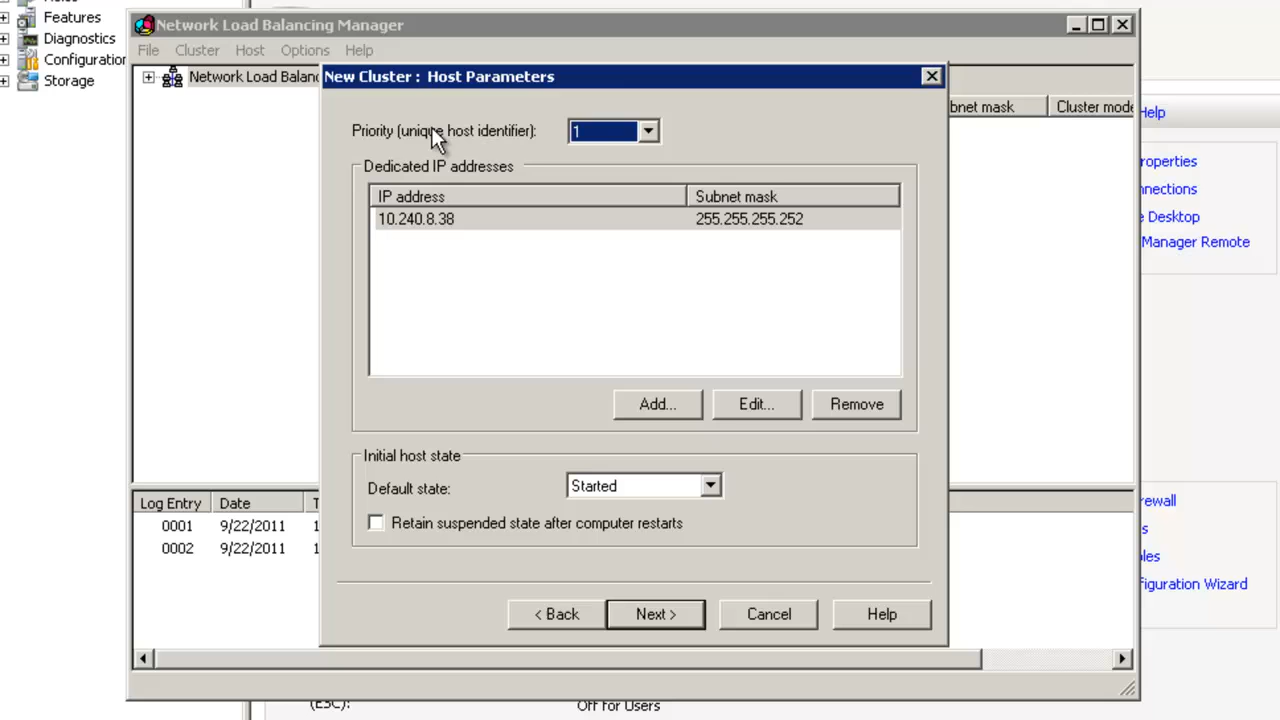 Features
Diagnostics
Configuration
Storage
Network Load Balancing Manager
File Cluster Host Options Help
Network Load Balanc
bnet mask Cluster mode
New Cluster : Host Parameters
Priority (unique host identifier): 1
Dedicated IP addresses
IP address Subnet mask
10.240.8.38 255.255.255.252
Add... Edit... Remove
Initial host state
Default state: Started
Retain suspended state after computer restarts
< Back Next > Cancel Help
Log Entry Date T
0001 9/22/2011 1
0002 9/22/2011 1
Help
roperties
nnections
e Desktop
Manager Remote
rewall
s
les
figuration Wizard
(ESC): Off for Users